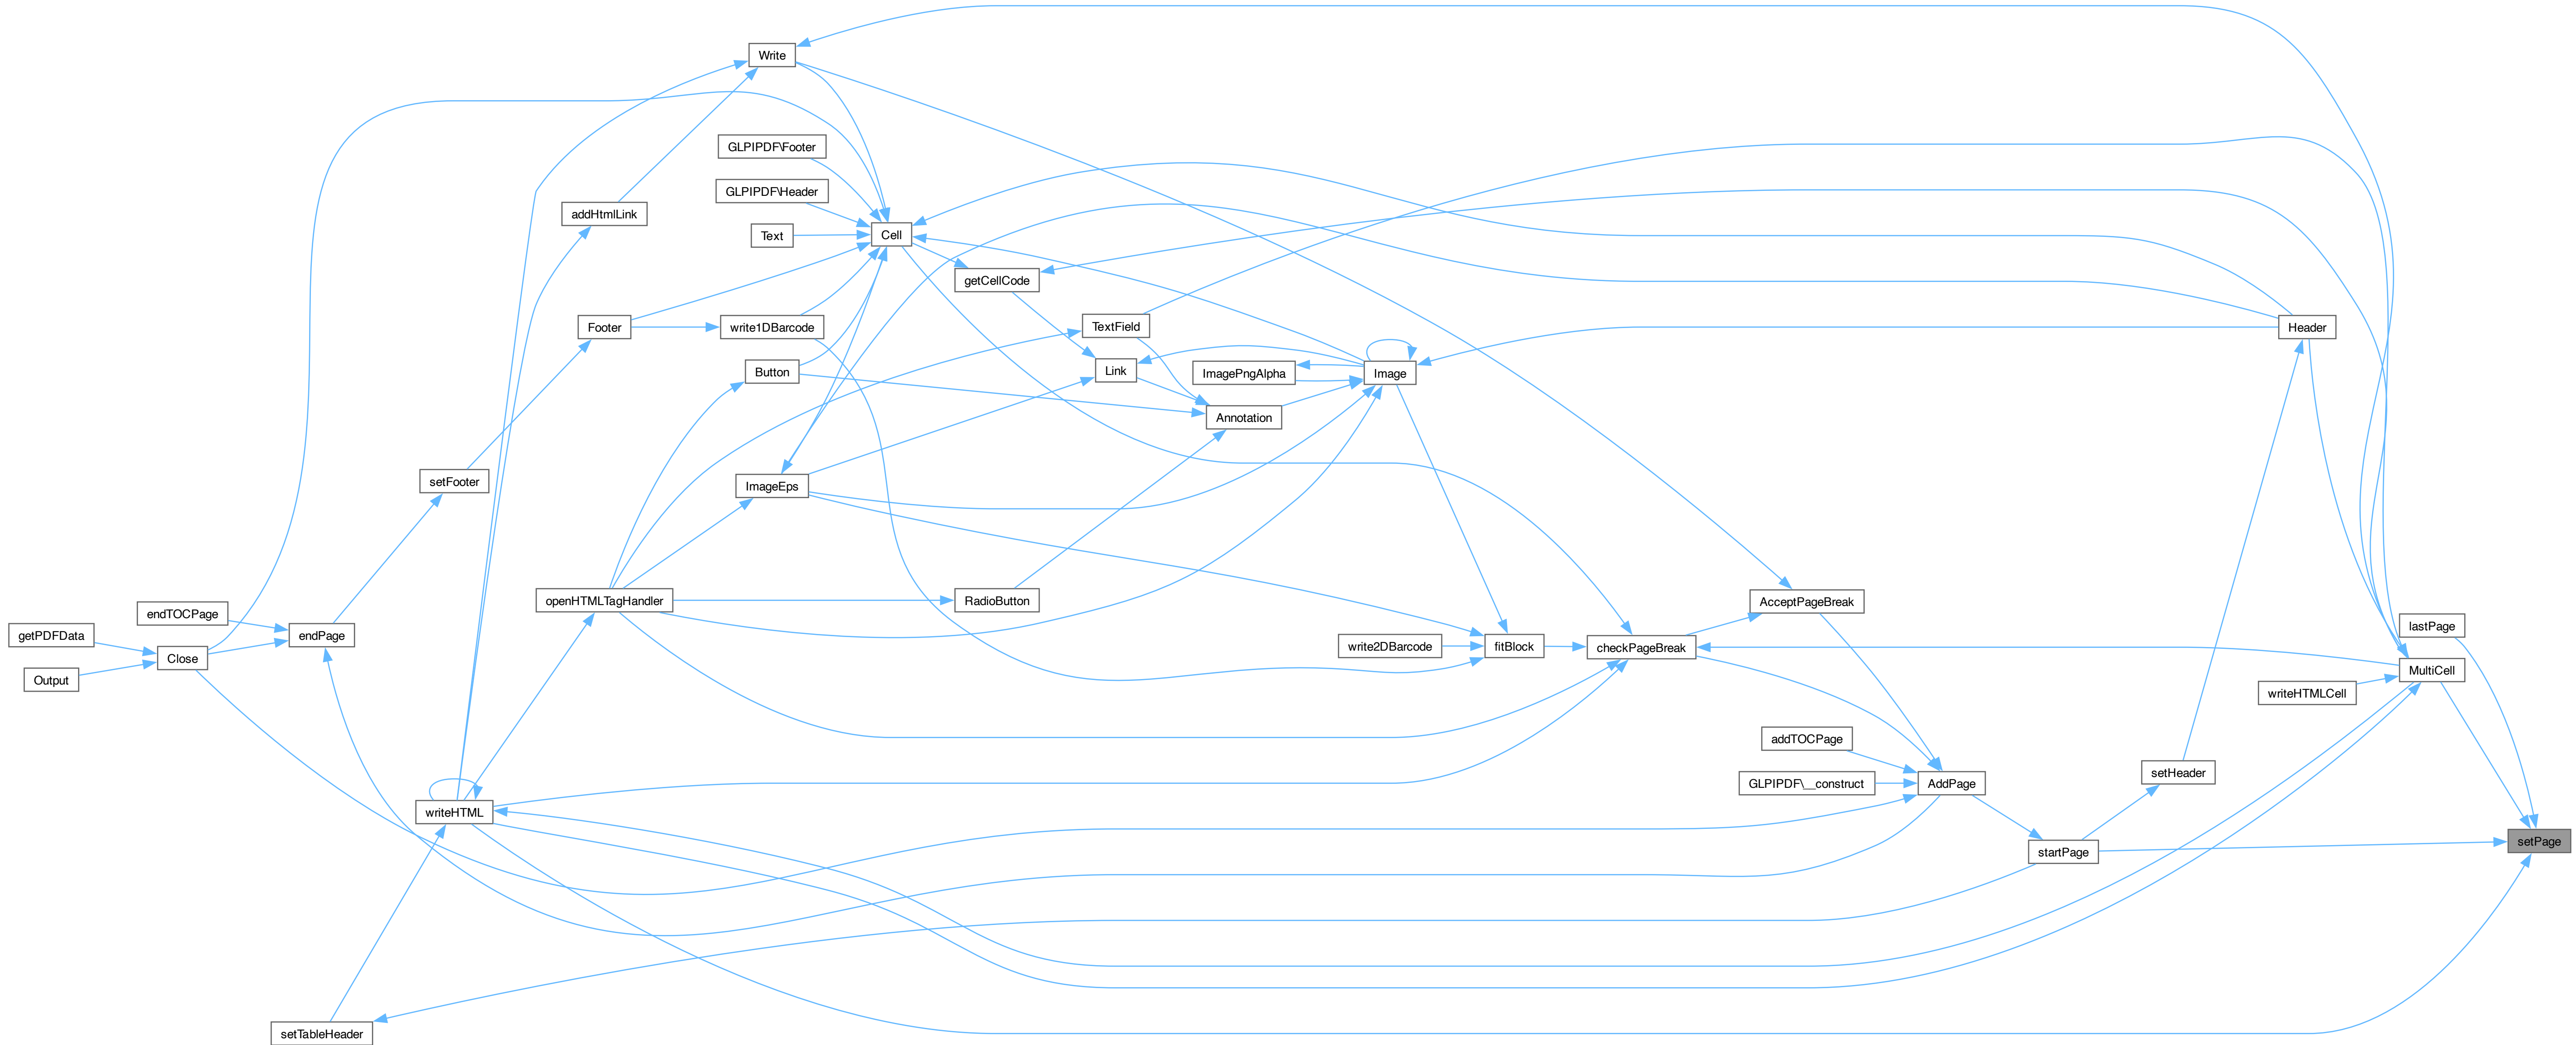 Write
GLPIPDF\Footer
GLPIPDF\Header
addHtmlLink
Text
Cell
getCellCode
Footer
write1DBarcode
TextField
Header
Button
Link
ImagePngAlpha
Image
Annotation
setFooter
ImageEps
openHTMLTagHandler
RadioButton
AcceptPageBreak
endTOCPage
getPDFData
endPage
lastPage
Close
write2DBarcode
fitBlock
checkPageBreak
MultiCell
Output
writeHTMLCell
addTOCPage
setHeader
GLPIPDF\__construct
AddPage
writeHTML
setPage
startPage
setTableHeader